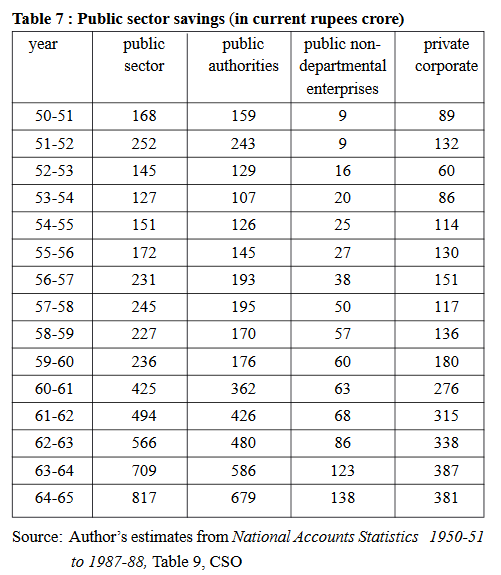 Table 7 : Public sector savings (in current rupees crore)
year public public public non- private
sector authorities departmental corporate
enterprises
50-51 168 159 9 89
51-52 252 243 9 132
52-53 145 129 16 60
53-54 127 107 20 86
54-55 151 126 25 114
55-56 172 145 27 130
56-57 231 193 38 151
57-58 245 195 50 117
58-59 227 170 57 136
59-60 236 176 60 180
60-61 425 362 63 276
61-62 494 426 68 315
62-63 566 480 86 338
63-64 709 586 123 387
64-65 817 679 138 381
Source: Author's estimates from National Accounts Statistics 1950-51
to 1987-88, Table 9, CSO